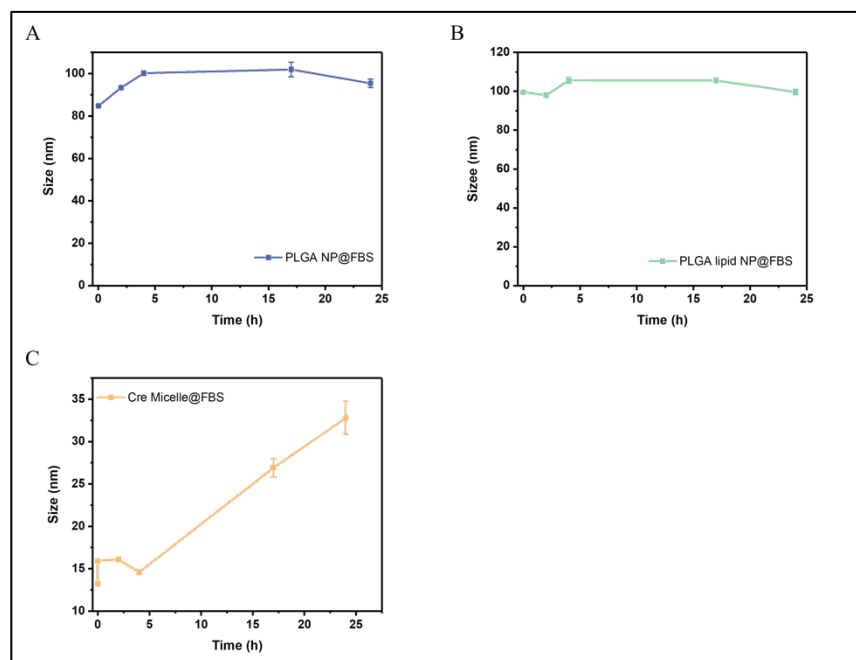 A
Size (nm)
100
80
60
40
20
0
PLGA NP@FBS
0 5 10 15 20 25
Time (h)
B
Sizee (nm)
120
100
80
60
40
20
0
PLGA lipid NP@FBS
0 5 10 15 20 25
Time (h)
C
Size (nm)
35
30
25
20
15
10
Cre Micelle@FBS
0 5 10 15 20 25
Time (h)